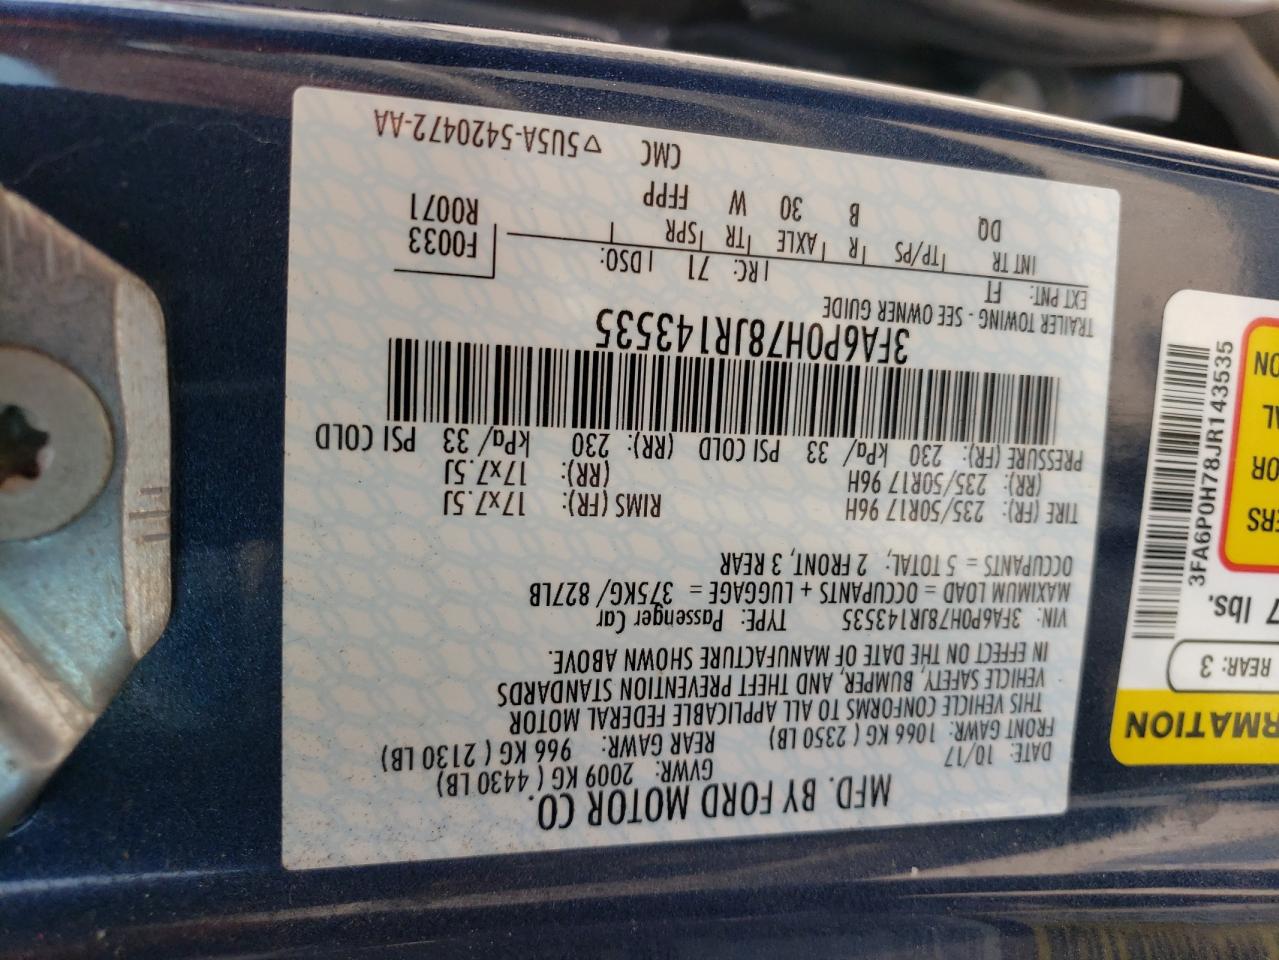 MFD. BY FORD MOTOR CO.
DATE: 10/17 GVWR: 2009 KG ( 4430 LB)
FRONT GAWR: 1066 KG ( 2350 LB) REAR GAWR: 966 KG ( 2130 LB)
THIS VEHICLE CONFORMS TO ALL APPLICABLE FEDERAL MOTOR
VEHICLE SAFETY, BUMPER, AND THEFT PREVENTION STANDARDS
IN EFFECT ON THE DATE OF MANUFACTURE SHOWN ABOVE.
VIN: 3FA6P0H78JR143535 TYPE: Passenger Car
MAXIMUM LOAD = OCCUPANTS + LUGGAGE = 375KG/ 827LB
OCCUPANTS = 5 TOTAL, 2 FRONT, 3 REAR
TIRE (FR): 235/50R17 96H RIMS (FR): 17x7.5J
(RR): 235/50R17 96H (RR): 17x7.5J
PRESSURE (FR): 230 kPa/ 33 PSI COLD (RR): 230 kPa/ 33 PSI COLD
3FA6P0H78JR143535
TRAILER TOWING - SEE OWNER GUIDE
EXT PNT: FT RC: 71 DSO: F0033
INT TR TP/PS R AXLE TR SPR R0071
DQ B 30 W FFPP
CMC ▽5U5A-5420472-AA
RMATION
REAR: 3
7 lbs.
ERS
OR
AL
ON
3FA6P0H78JR143535